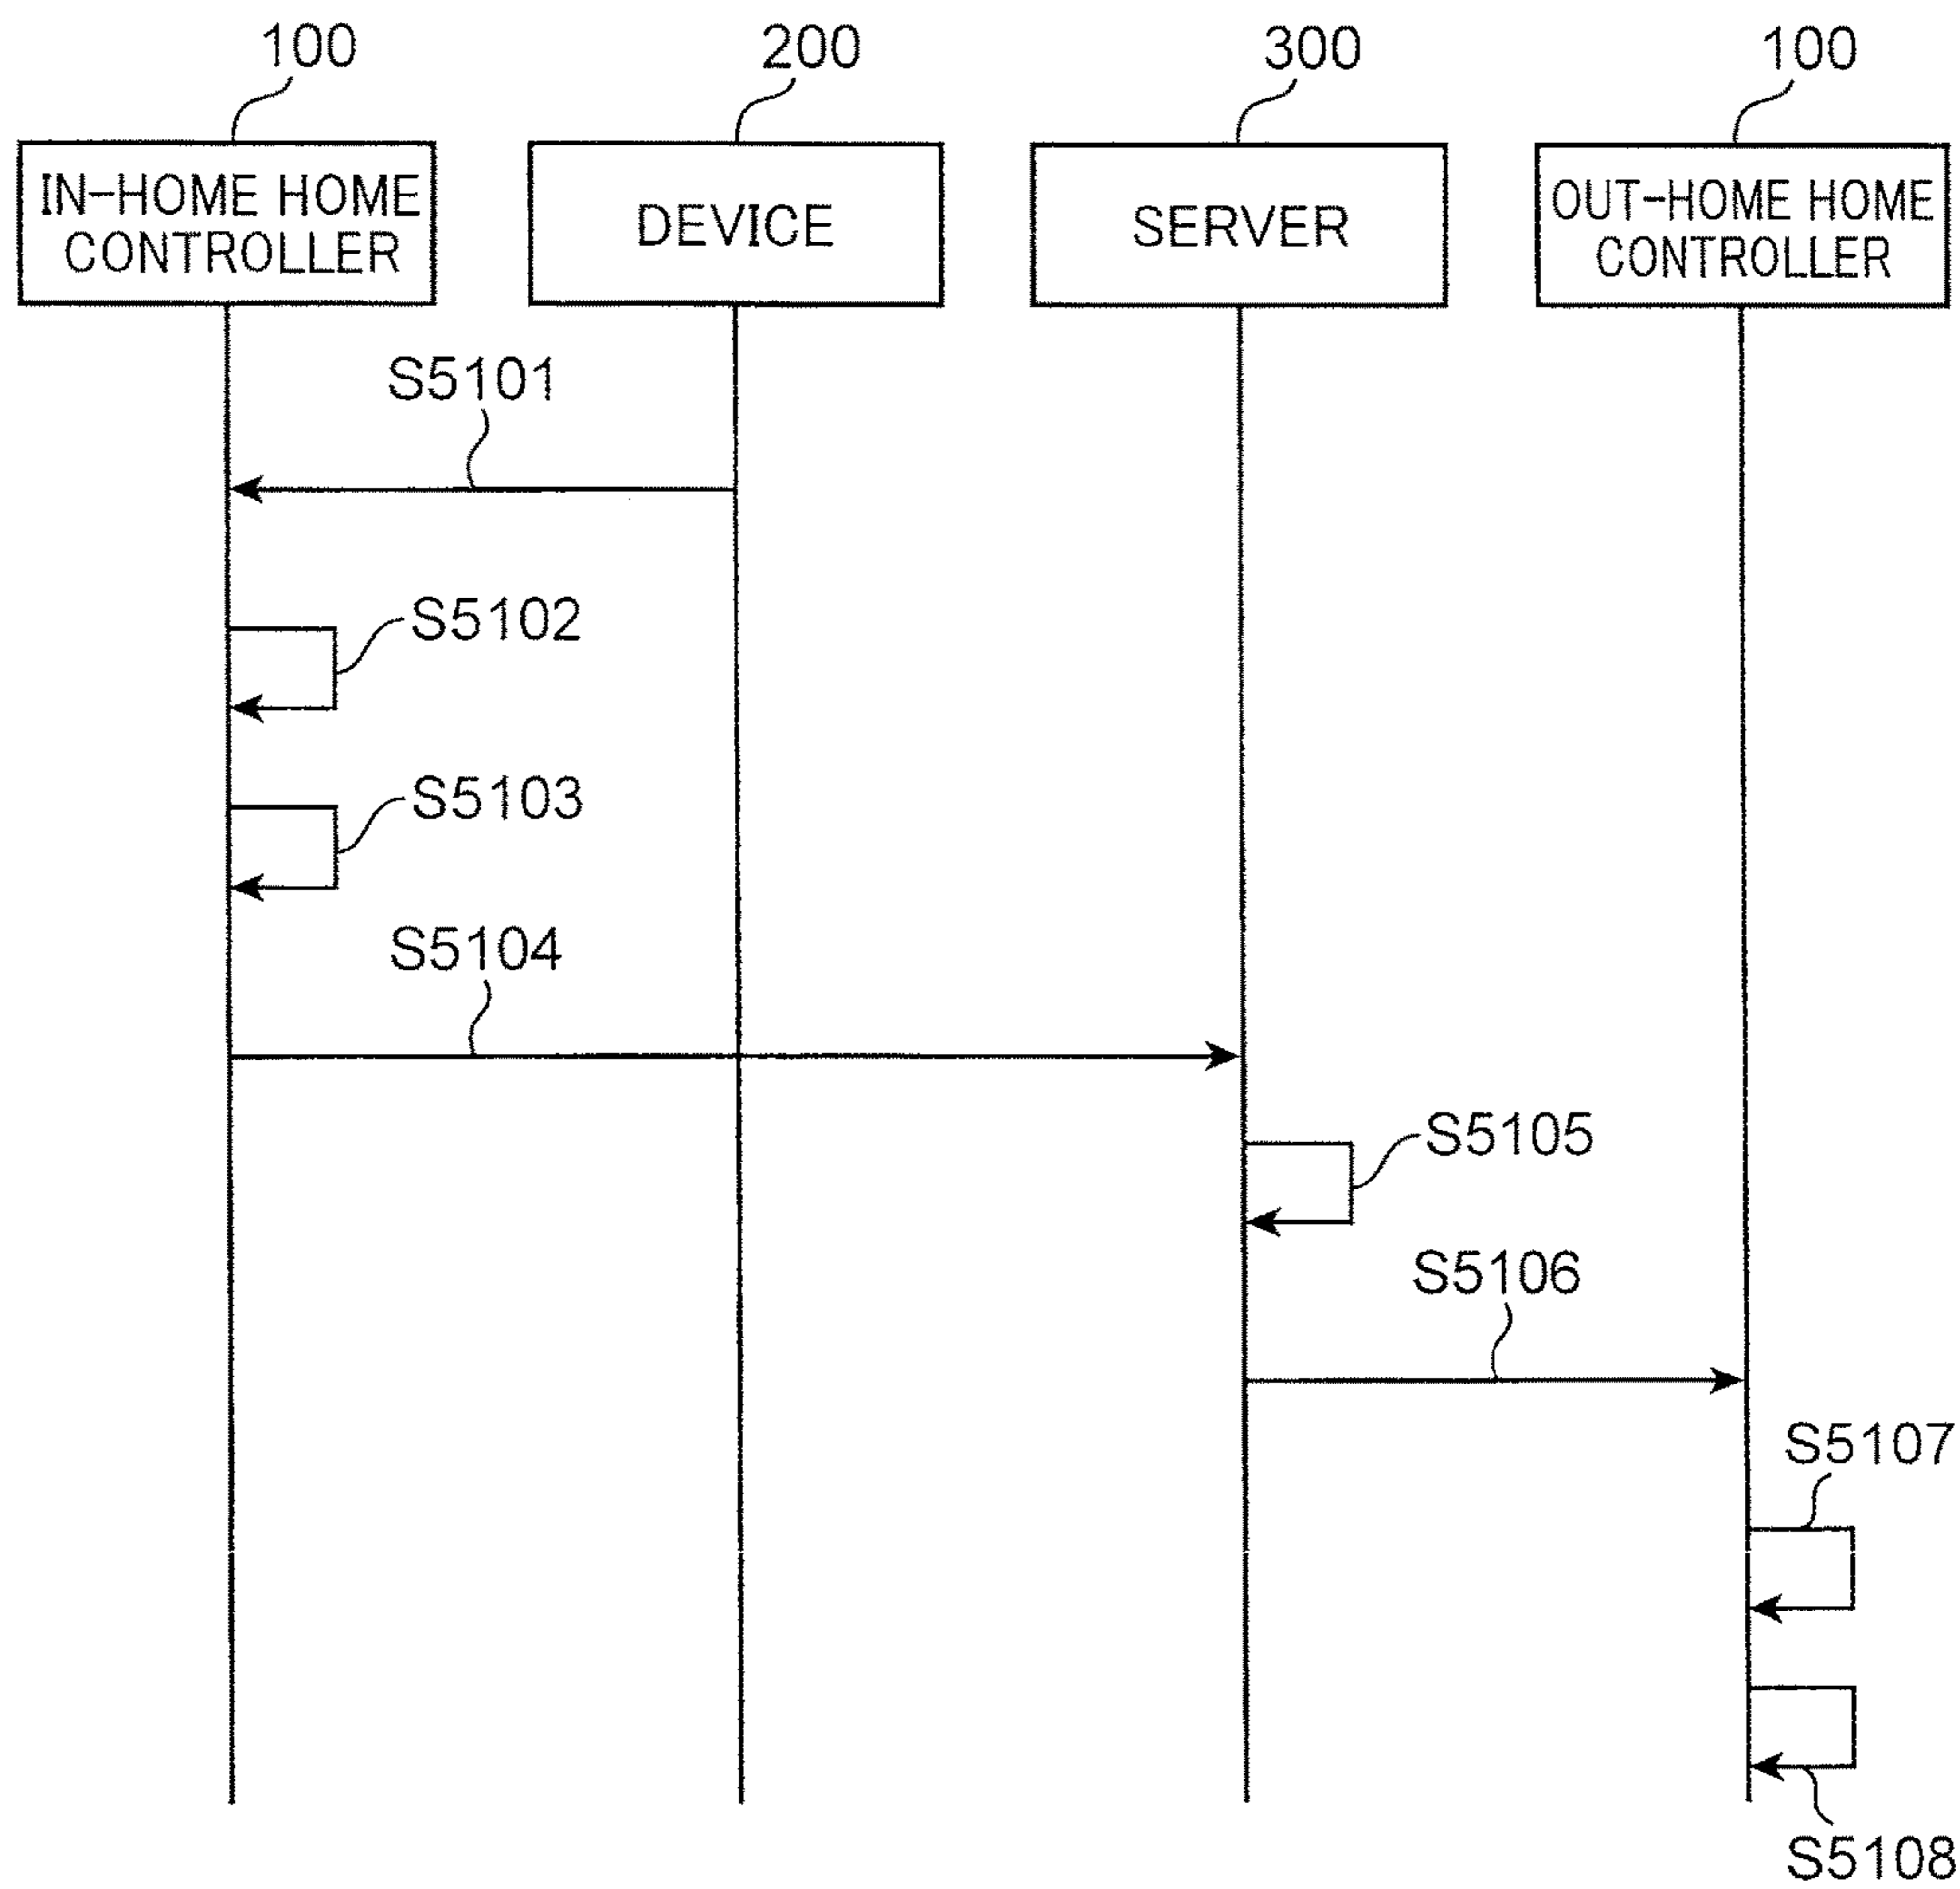 100
200
300
100
IN-HOME HOME
CONTROLLER
DEVICE
SERVER
OUT-HOME HOME
CONTROLLER
S5101
S5102
S5103
S5104
S5105
S5106
S5107
S5108